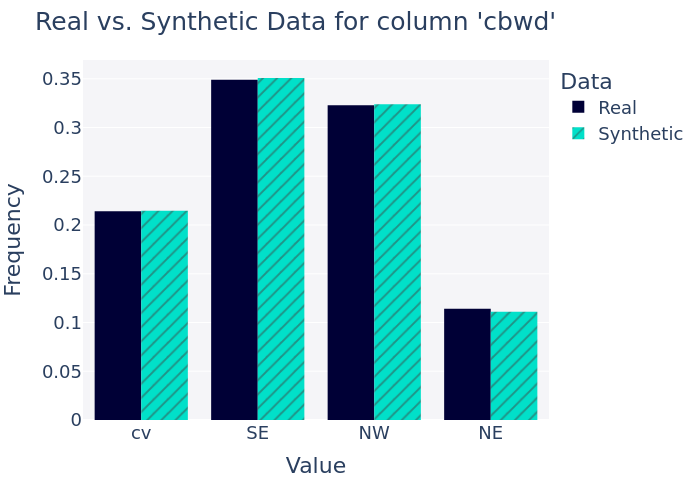 Real vs. Synthetic Data for column 'cbwd'
Data
Real
Synthetic
Frequency
0.35
0.3
0.25
0.2
0.15
0.1
0.05
0
cv
SE
NW
NE
Value